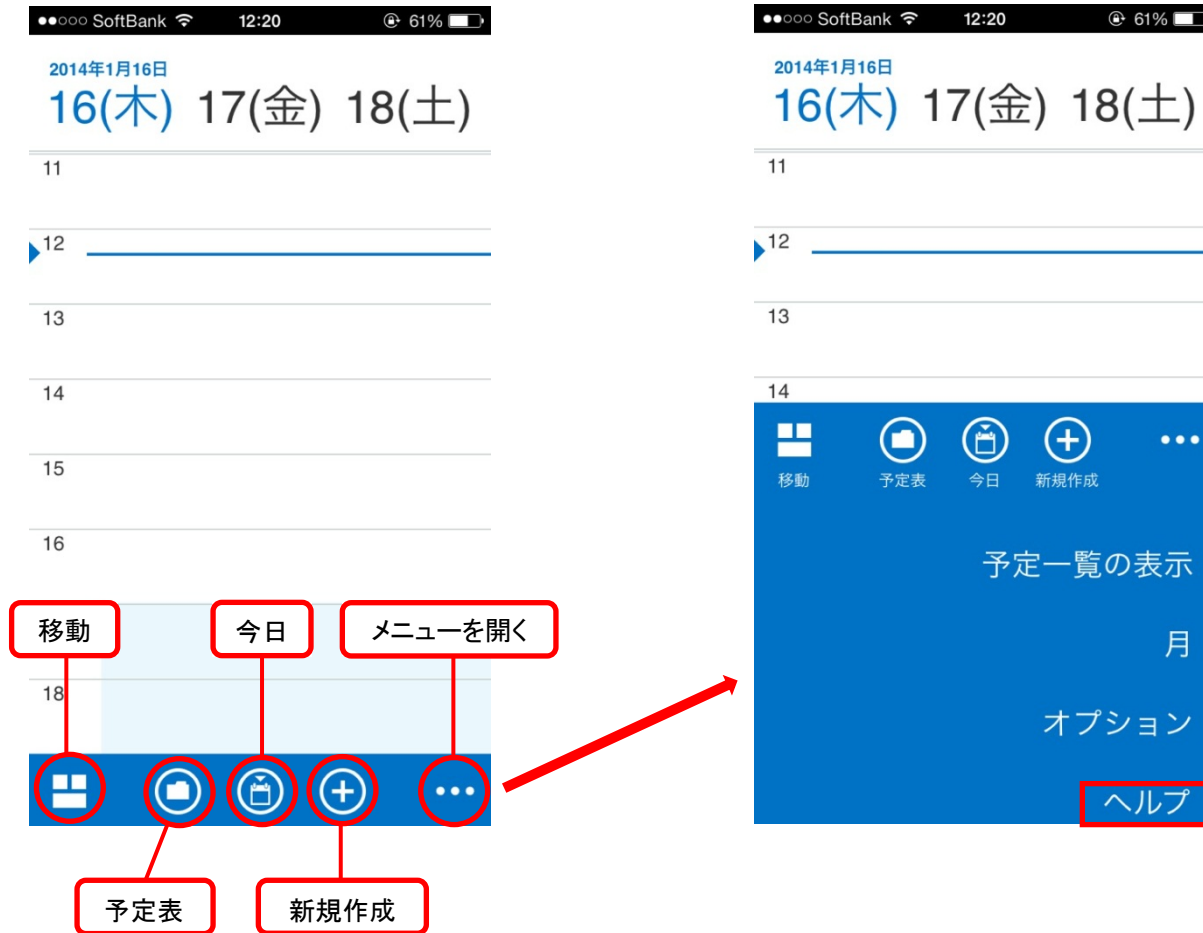 ●●○○○ SoftBank 12:20 61%
2014年1月16日
16(木) 17(金) 18(土)
11
12
13
14
15
16
移動
今日
メニューを開く
18
予定表
新規作成
●●○○○ SoftBank 12:20 61%
2014年1月16日
16(木) 17(金) 18(土)
11
12
13
14
移動 予定表 今日 新規作成
予定一覧の表示
月
オプション
ヘルプ